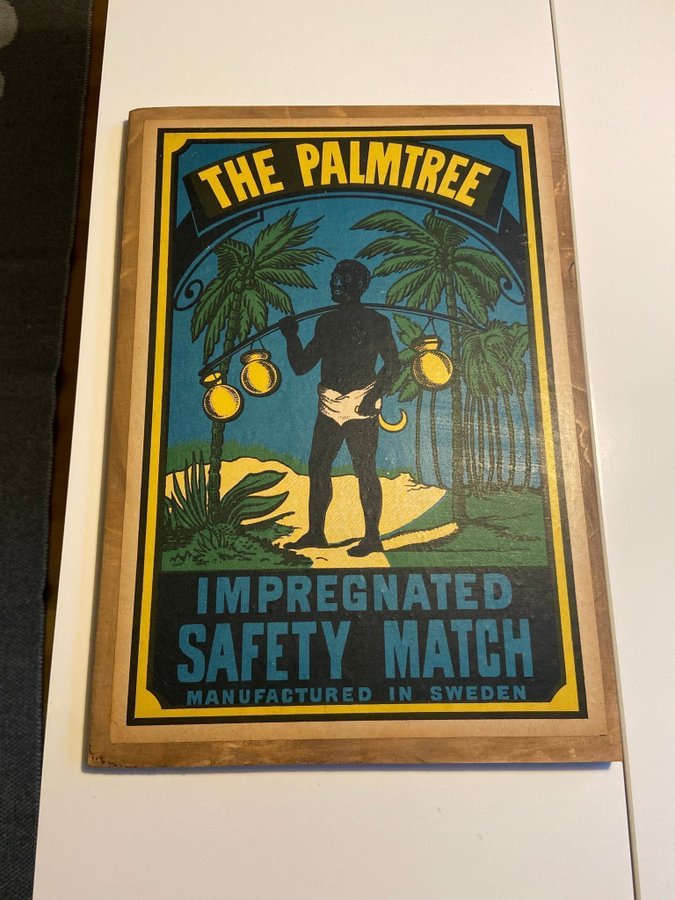 THE PALMTREE
IMPREGNATED
SAFETY MATCH
MANUFACTURED IN SWEDEN